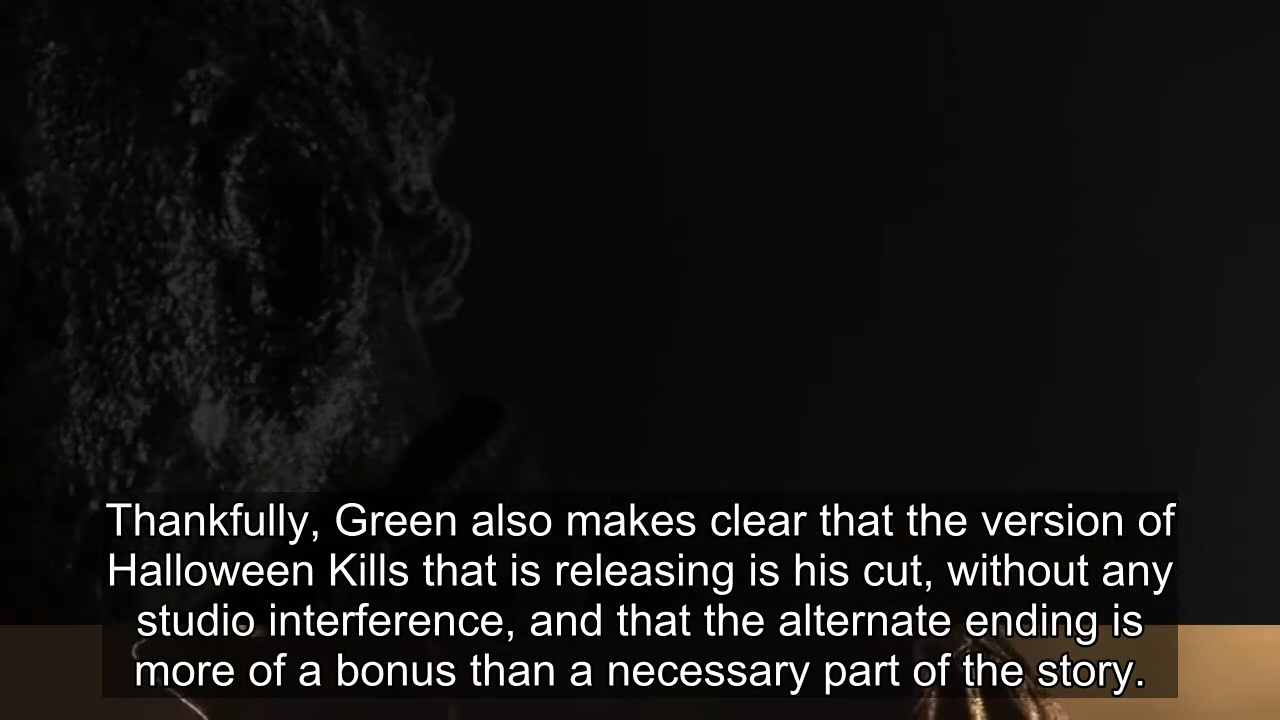 Thankfully, Green also makes clear that the version of
Halloween Kills that is releasing is his cut, without any
studio interference, and that the alternate ending is
more of a bonus than a necessary part of the story.